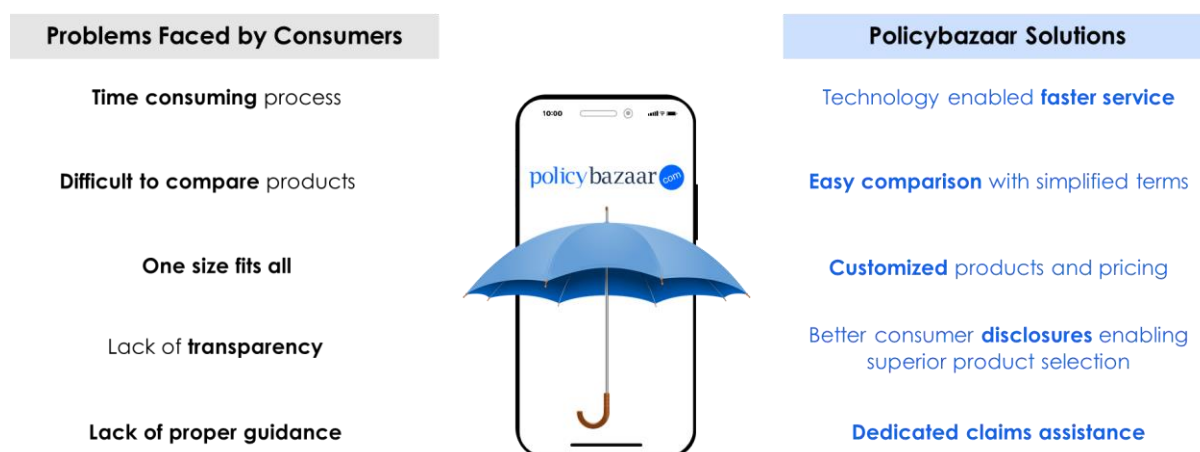 Problems Faced by Consumers
Time consuming process
Difficult to compare products
One size fits all
Lack of transparency
Lack of proper guidance
10:00
policybazaar com
Policybazaar Solutions
Technology enabled faster service
Easy comparison with simplified terms
Customized products and pricing
Better consumer disclosures enabling
superior product selection
Dedicated claims assistance